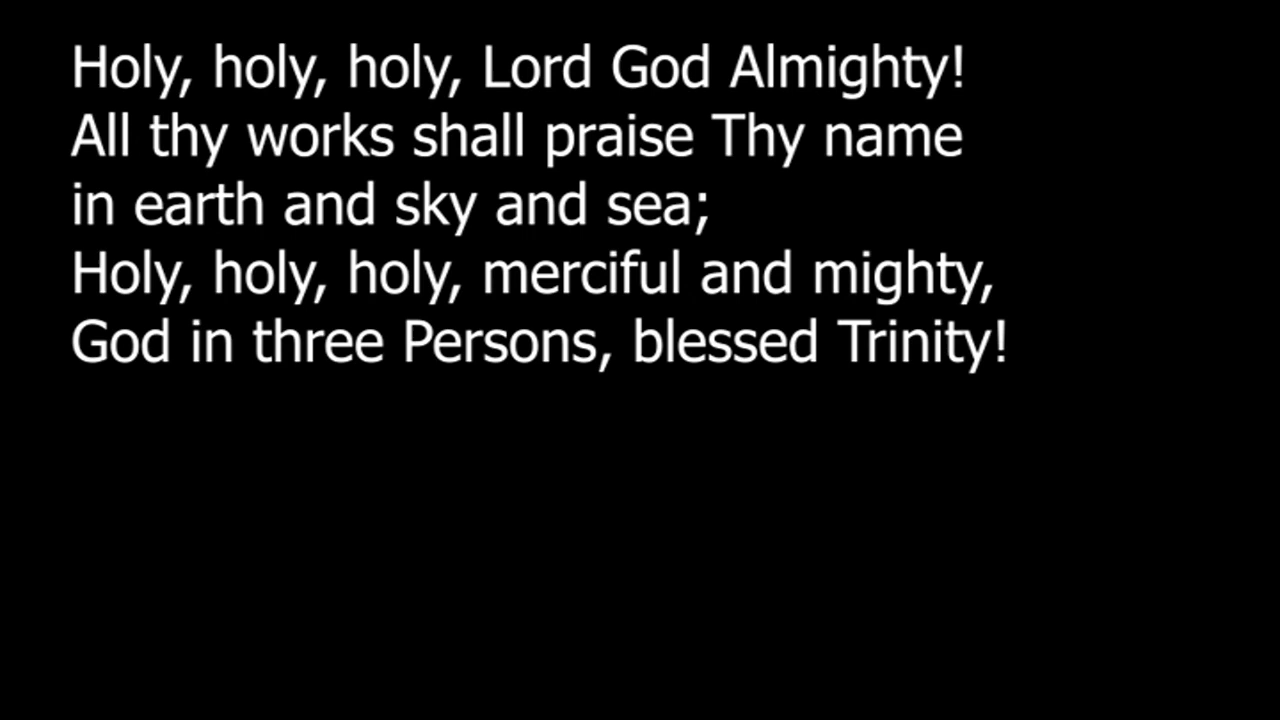 Holy, holy, holy, Lord God Almighty!
All thy works shall praise Thy name
in earth and sky and sea;
Holy, holy, holy, merciful and mighty,
God in three Persons, blessed Trinity!